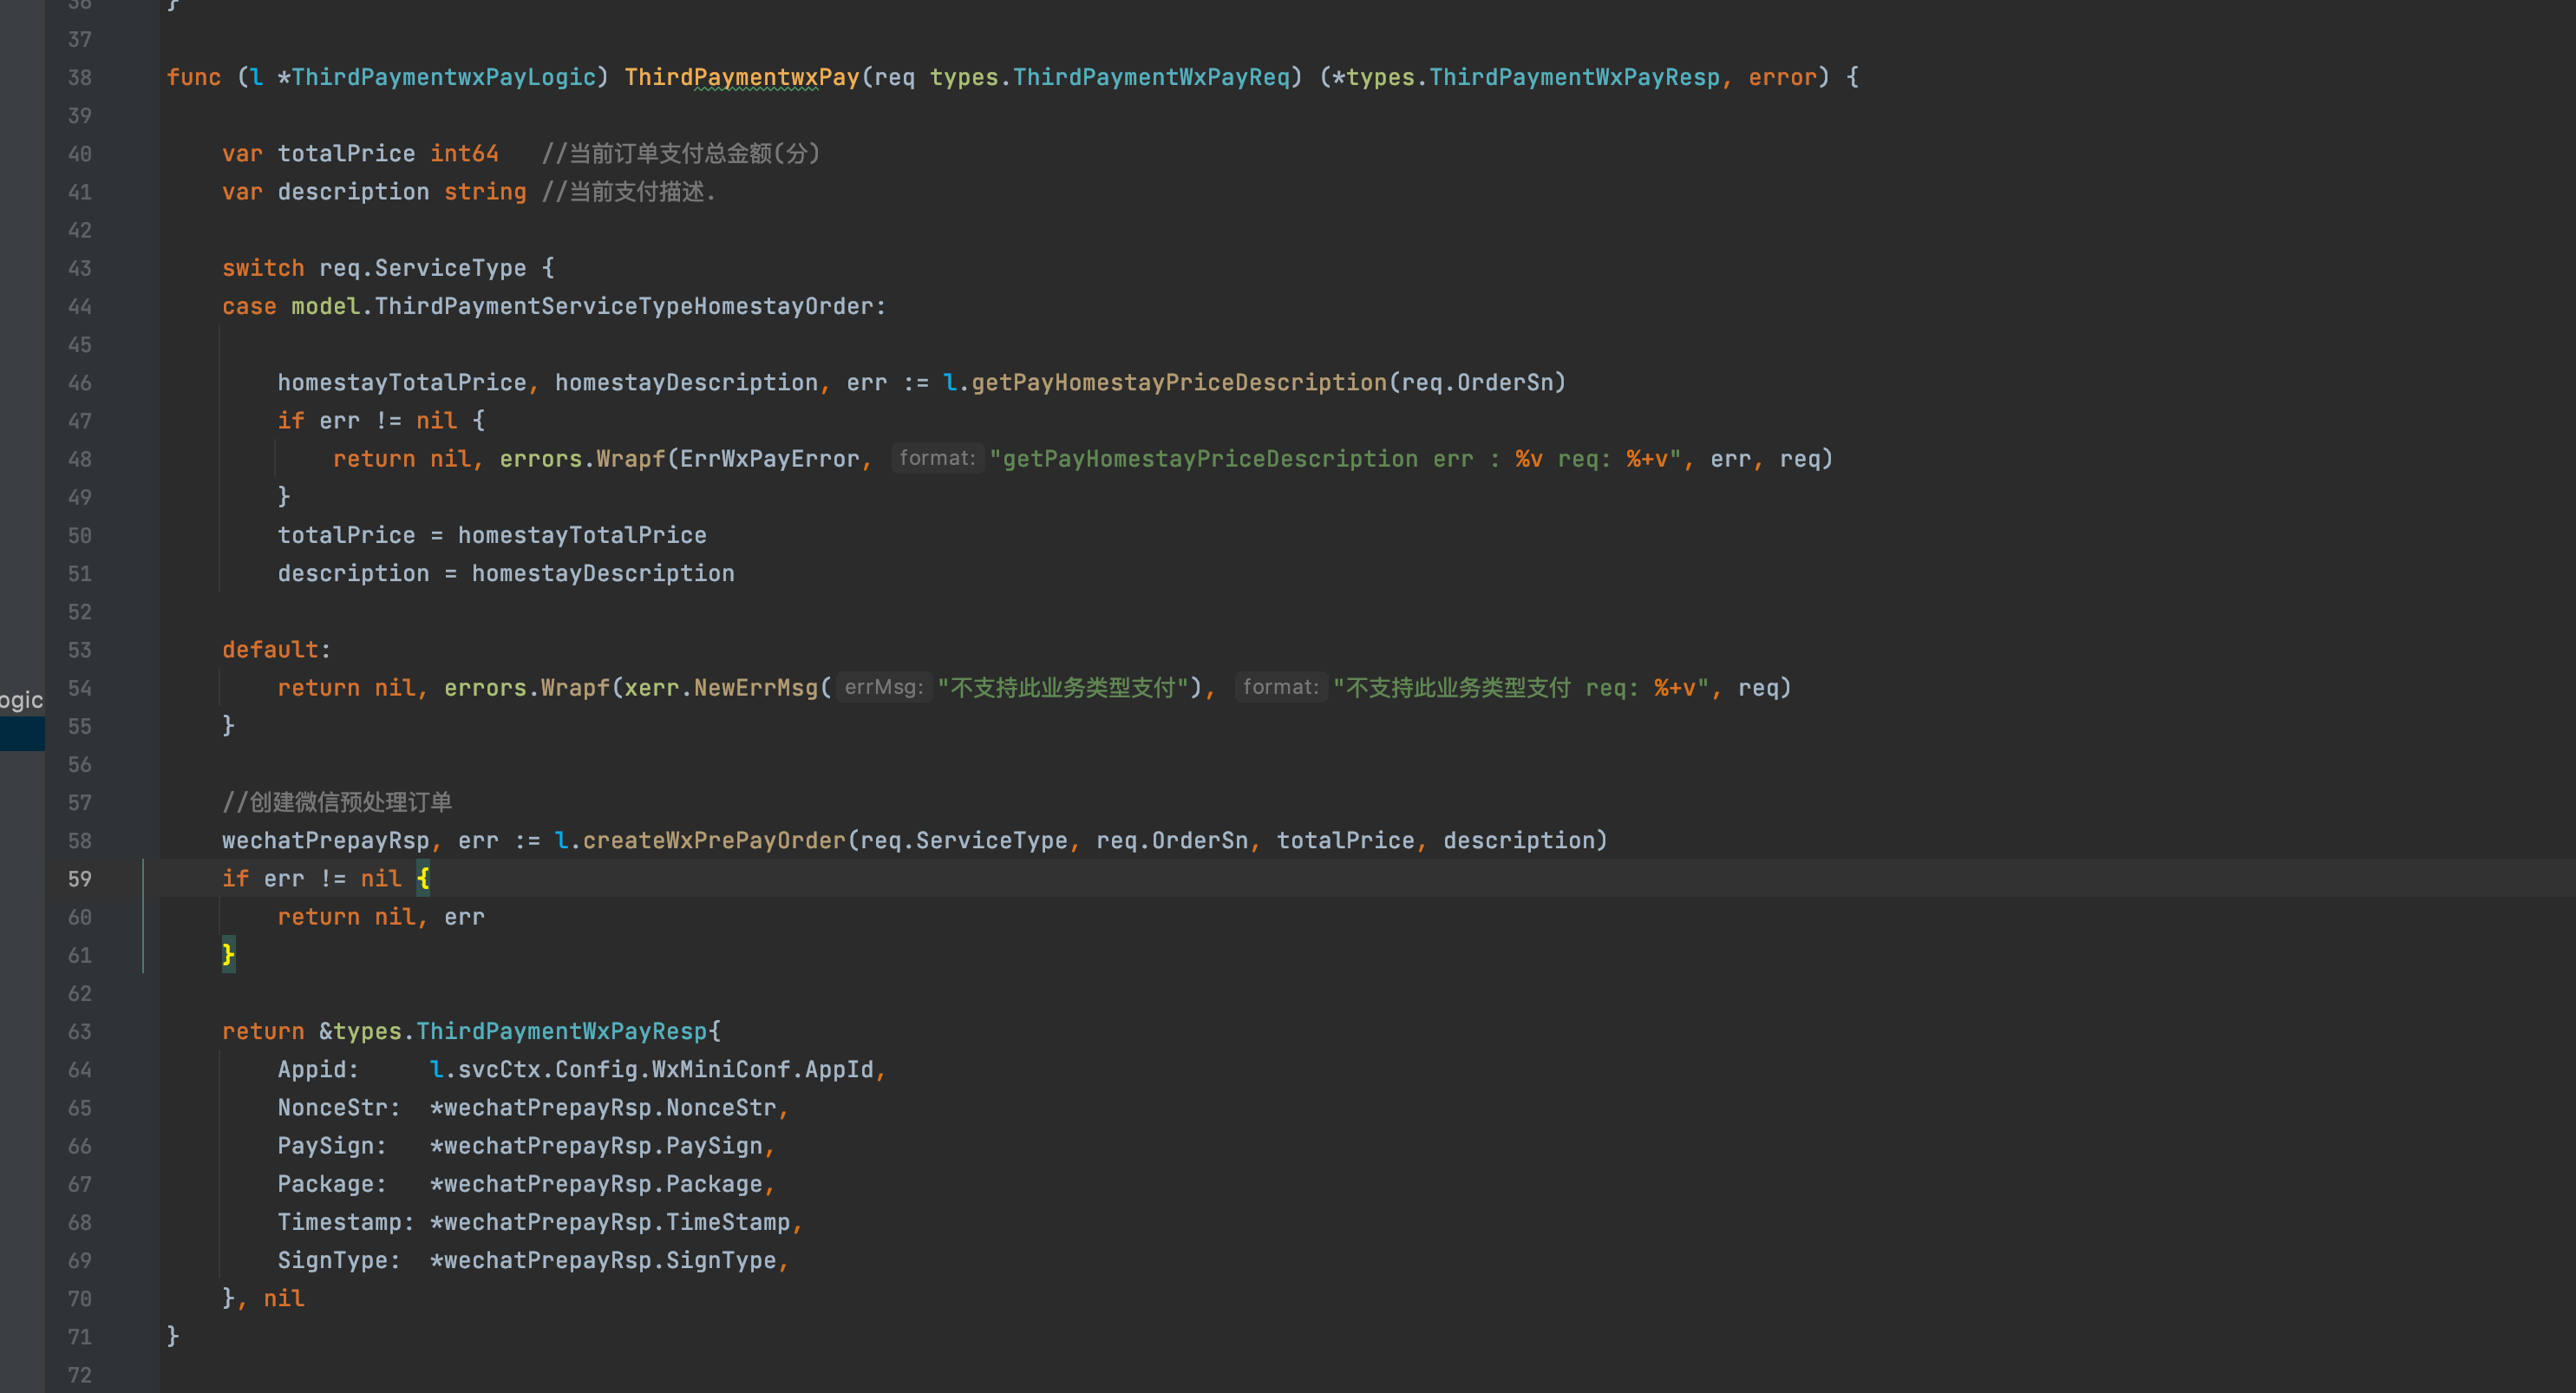 36 }
37
38 func (l *ThirdPaymentwxPayLogic) ThirdPaymentwxPay(req types.ThirdPaymentWxPayReq) (*types.ThirdPaymentWxPayResp, error) {
39
40 var totalPrice int64 //当前订单支付总金额(分)
41 var description string //当前支付描述.
42
43 switch req.ServiceType {
44 case model.ThirdPaymentServiceTypeHomestayOrder:
45
46 homestayTotalPrice, homestayDescription, err := l.getPayHomestayPriceDescription(req.OrderSn)
47 if err != nil {
48 return nil, errors.Wrapf(ErrWxPayError, format: "getPayHomestayPriceDescription err : %v req: %+v", err, req)
49 }
50 totalPrice = homestayTotalPrice
51 description = homestayDescription
52
53 default:
ogic
54 return nil, errors.Wrapf(xerr.NewErrMsg( errMsg: "不支持此业务类型支付"), format: "不支持此业务类型支付 req: %+v", req)
55 }
56
57 //创建微信预处理订单
58 wechatPrepayRsp, err := l.createWxPrePayOrder(req.ServiceType, req.OrderSn, totalPrice, description)
59 if err != nil {
60 return nil, err
61 }
62
63 return &types.ThirdPaymentWxPayResp{
64 Appid: l.svcCtx.Config.WxMiniConf.AppId,
65 NonceStr: *wechatPrepayRsp.NonceStr,
66 PaySign: *wechatPrepayRsp.PaySign,
67 Package: *wechatPrepayRsp.Package,
68 Timestamp: *wechatPrepayRsp.TimeStamp,
69 SignType: *wechatPrepayRsp.SignType,
70 }, nil
71 }
72